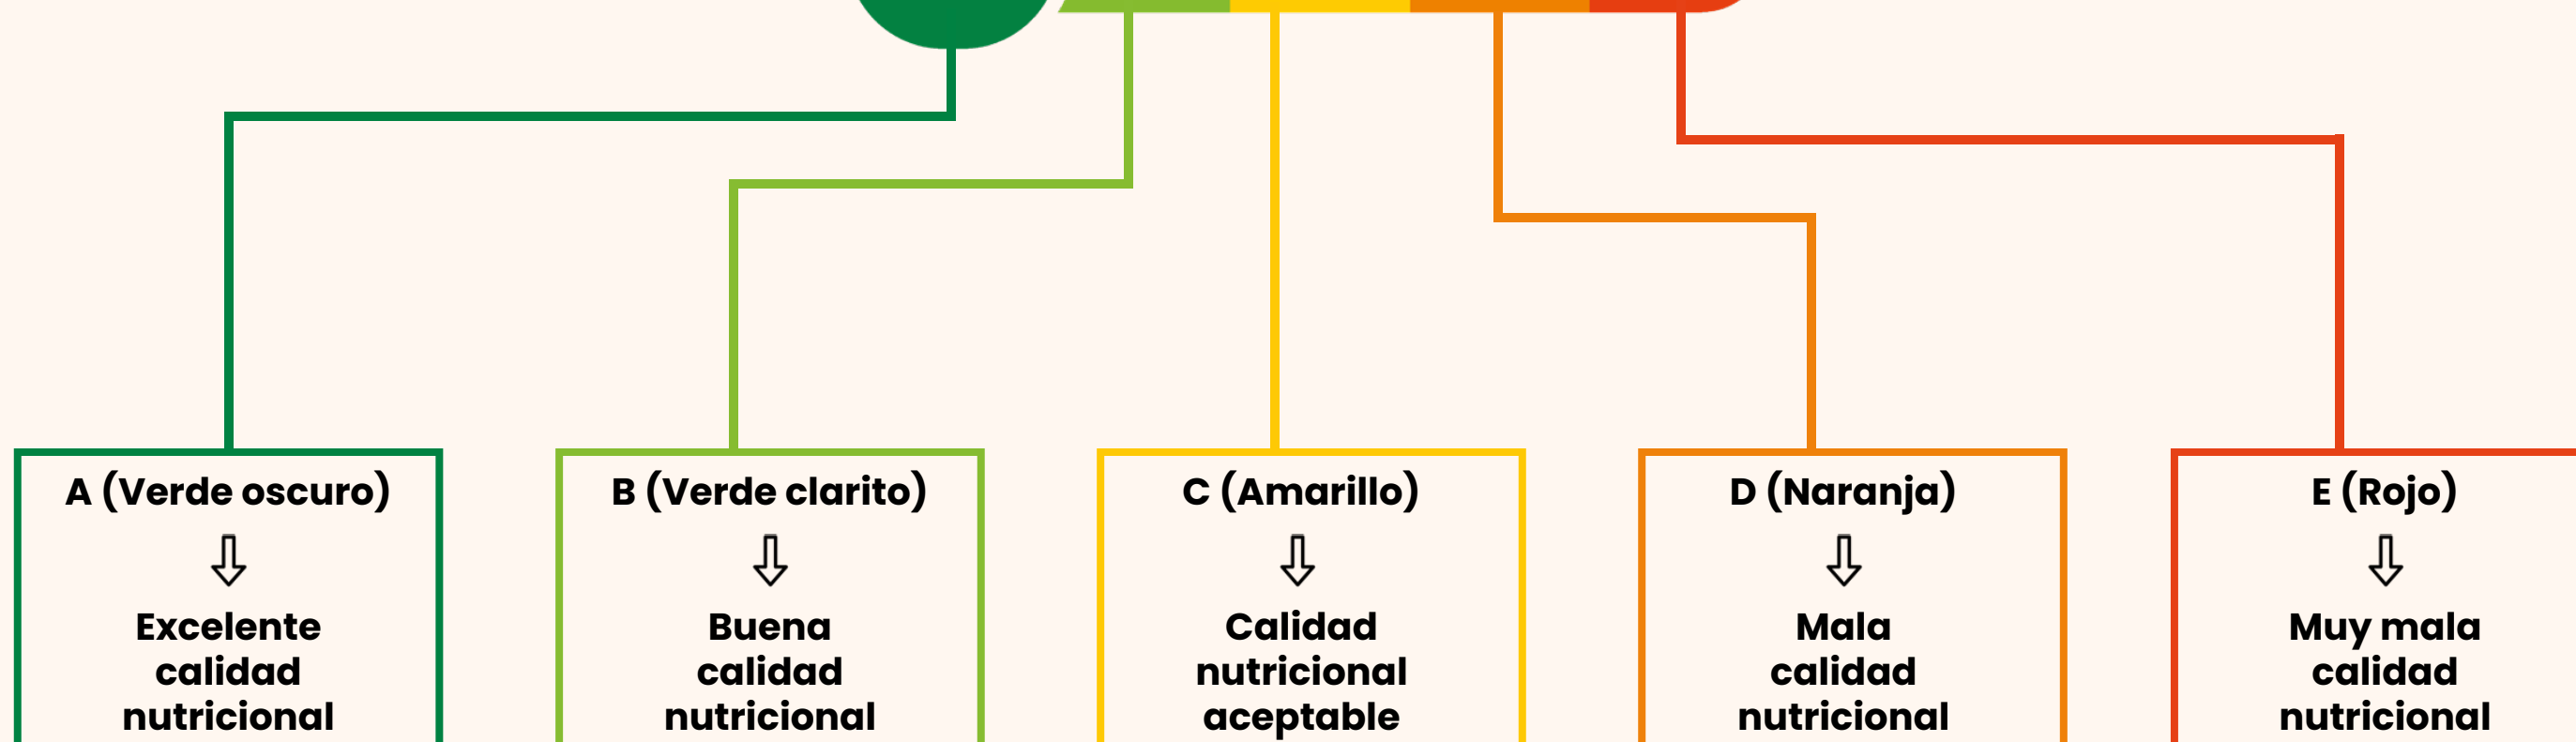 A (Verde oscuro)
Excelente
calidad
nutricional
B (Verde clarito)
Buena
calidad
nutricional
C (Amarillo)
Calidad
nutricional
aceptable
D (Naranja)
Mala
calidad
nutricional
E (Rojo)
Muy mala
calidad
nutricional